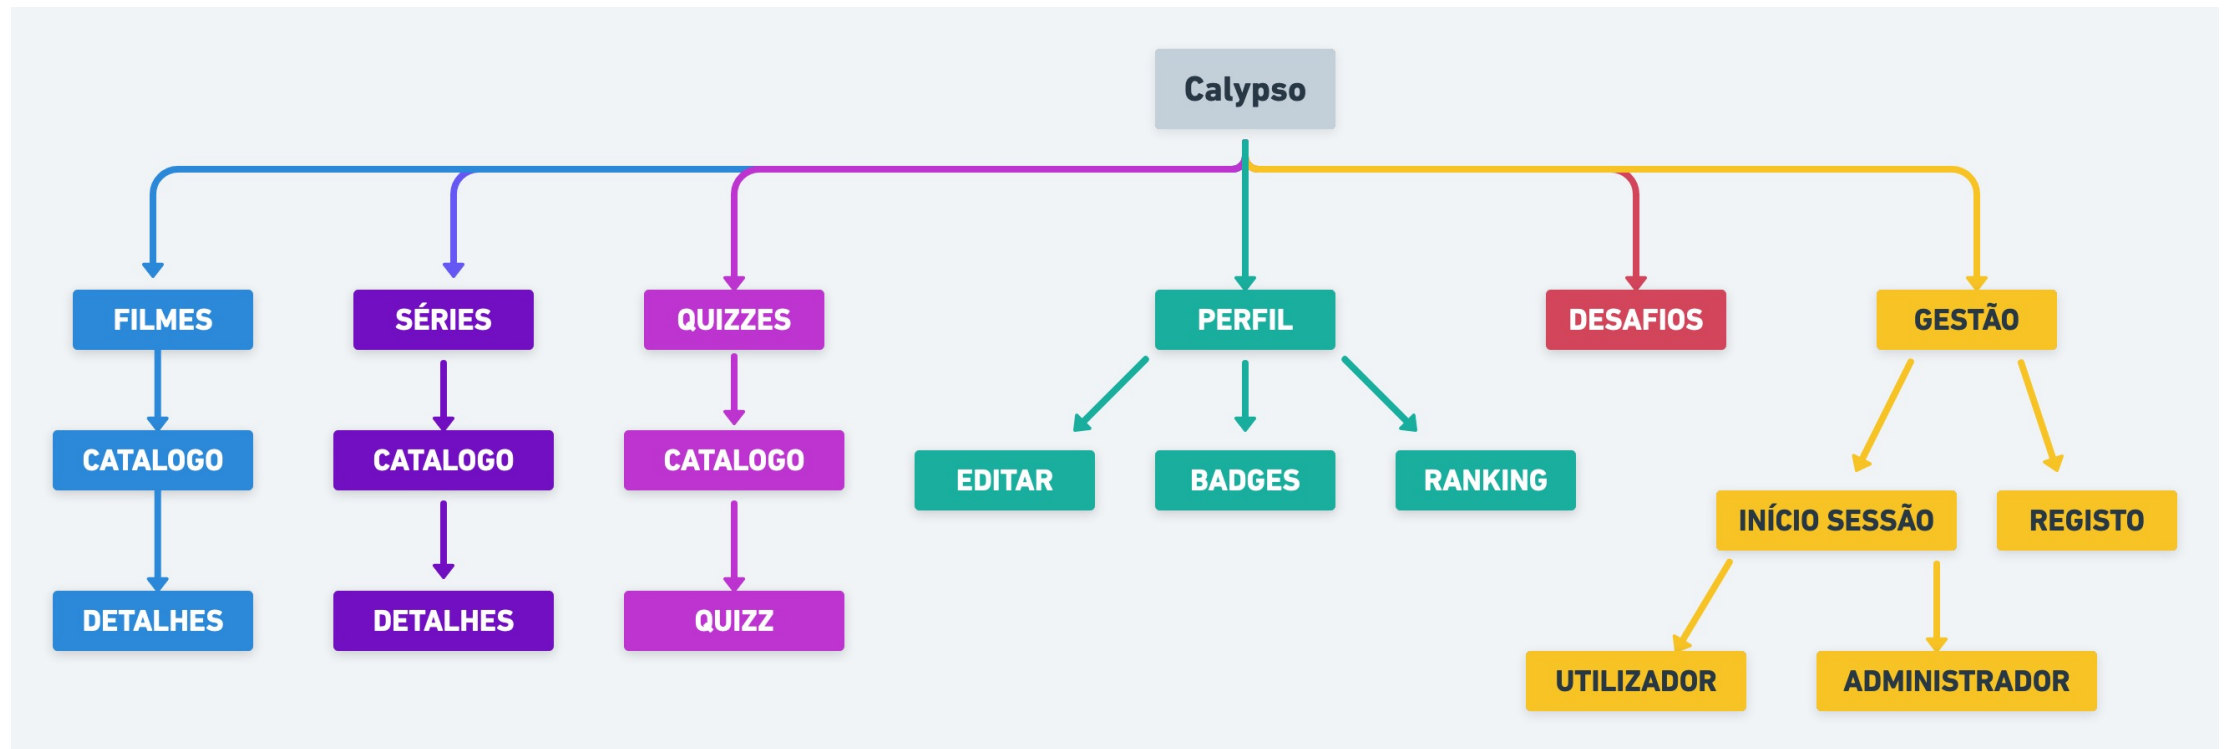 Calypso
FILMES
SÉRIES
QUIZZES
PERFIL
DESAFIOS
GESTÃO
CATALOGO
CATALOGO
CATALOGO
EDITAR
BADGES
RANKING
INÍCIO SESSÃO
REGISTO
DETALHES
DETALHES
QUIZZ
UTILIZADOR
ADMINISTRADOR